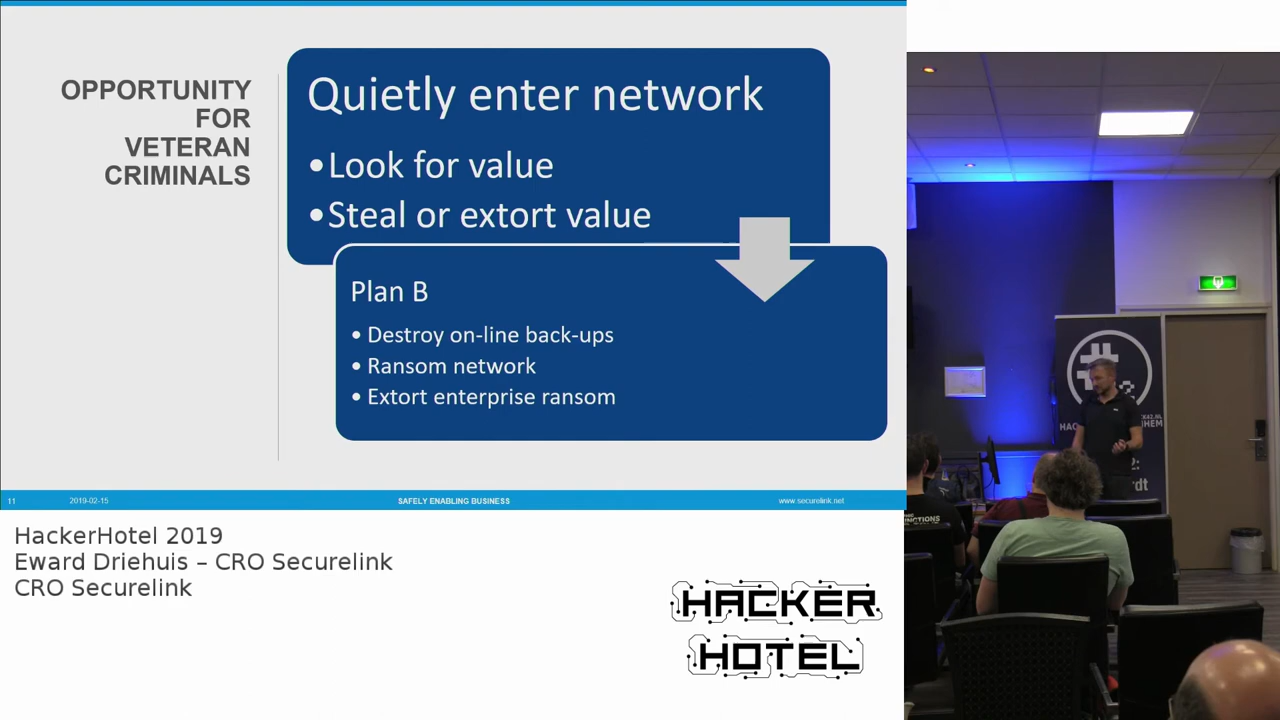 OPPORTUNITY
FOR
VETERAN
CRIMINALS
Quietly enter network
•Look for value
•Steal or extort value
Plan B
• Destroy on-line back-ups
• Ransom network
• Extort enterprise ransom
11
2019-02-15
SAFELY ENABLING BUSINESS
www.securelink.net
HackerHotel 2019
Eward Driehuis – CRO Securelink
CRO Securelink
HACKER
HOTEL